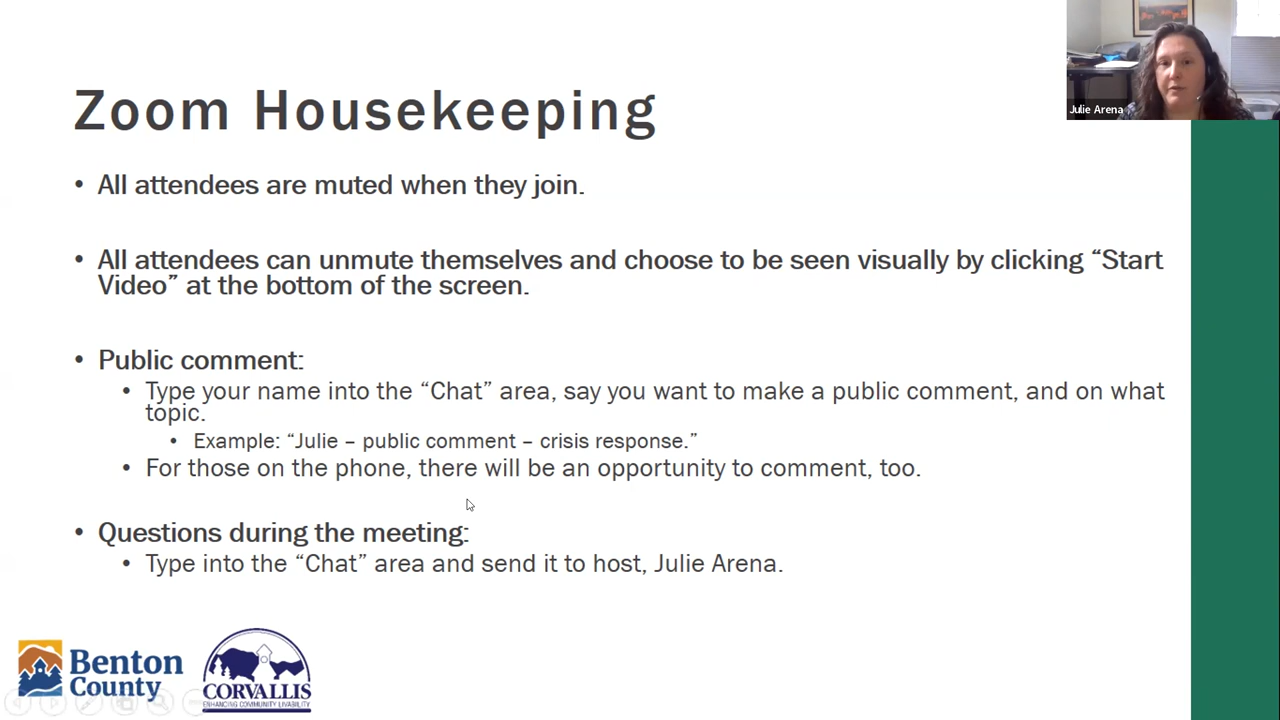 Zoom Housekeeping
Julie Arena
• All attendees are muted when they join.
• All attendees can unmute themselves and choose to be seen visually by clicking “Start
Video” at the bottom of the screen.
• Public comment:
• Type your name into the “Chat” area, say you want to make a public comment, and on what
topic.
• Example: “Julie – public comment – crisis response.”
• For those on the phone, there will be an opportunity to comment, too.
• Questions during the meeting:
• Type into the “Chat” area and send it to host, Julie Arena.
Benton
County
CORVALLIS
ENHANCING COMMUNITY LIVABILITY